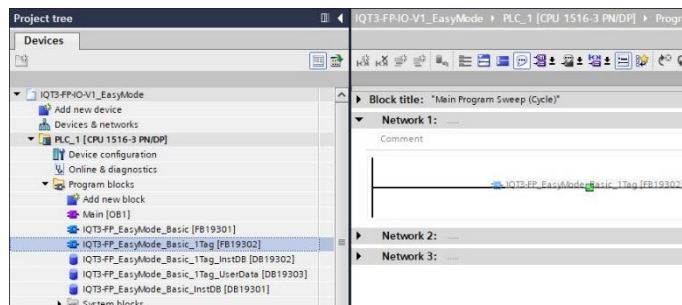 Project tree
IQT3-FP-IO-V1_EasyMode ▸ PLC_1 [CPU 1516-3 PN/DP] ▸ Progr
Devices
IQT3-FP-IO-V1_EasyMode
Add new device
Devices & networks
PLC_1 [CPU 1516-3 PN/DP]
Device configuration
Online & diagnostics
Program blocks
Add new block
Main [OB1]
IQT3-FP_EasyMode_Basic [FB19301]
IQT3-FP_EasyMode_Basic_1Tag [FB19302]
IQT3-FP_EasyMode_Basic_1Tag_InstDB [DB19302]
IQT3-FP_EasyMode_Basic_1Tag_UserData [DB19303]
IQT3-FP_EasyMode_Basic_InstDB [DB19301]
System blocks
Block title: "Main Program Sweep (Cycle)"
Network 1: .....
Comment
IQT3-FP_EasyMode_Basic_1Tag [FB19302
Network 2: .....
Network 3: .....